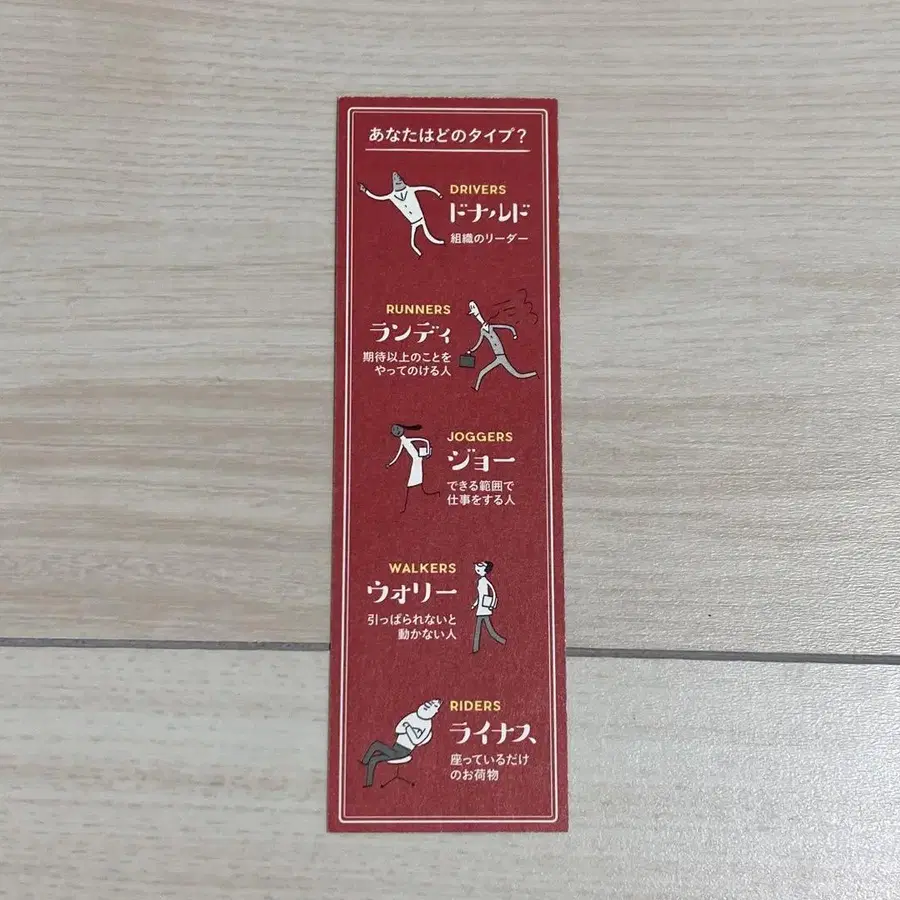 あなたはどのタイプ？
DRIVERS
ドナルド
組織のリーダー
RUNNERS
ランディ
期待以上のことを
やってのける人
JOGGERS
ジョー
できる範囲で
仕事をする人
WALKERS
ウォリー
引っぱられないと
動かない人
RIDERS
ライナス
座っているだけ
のお荷物